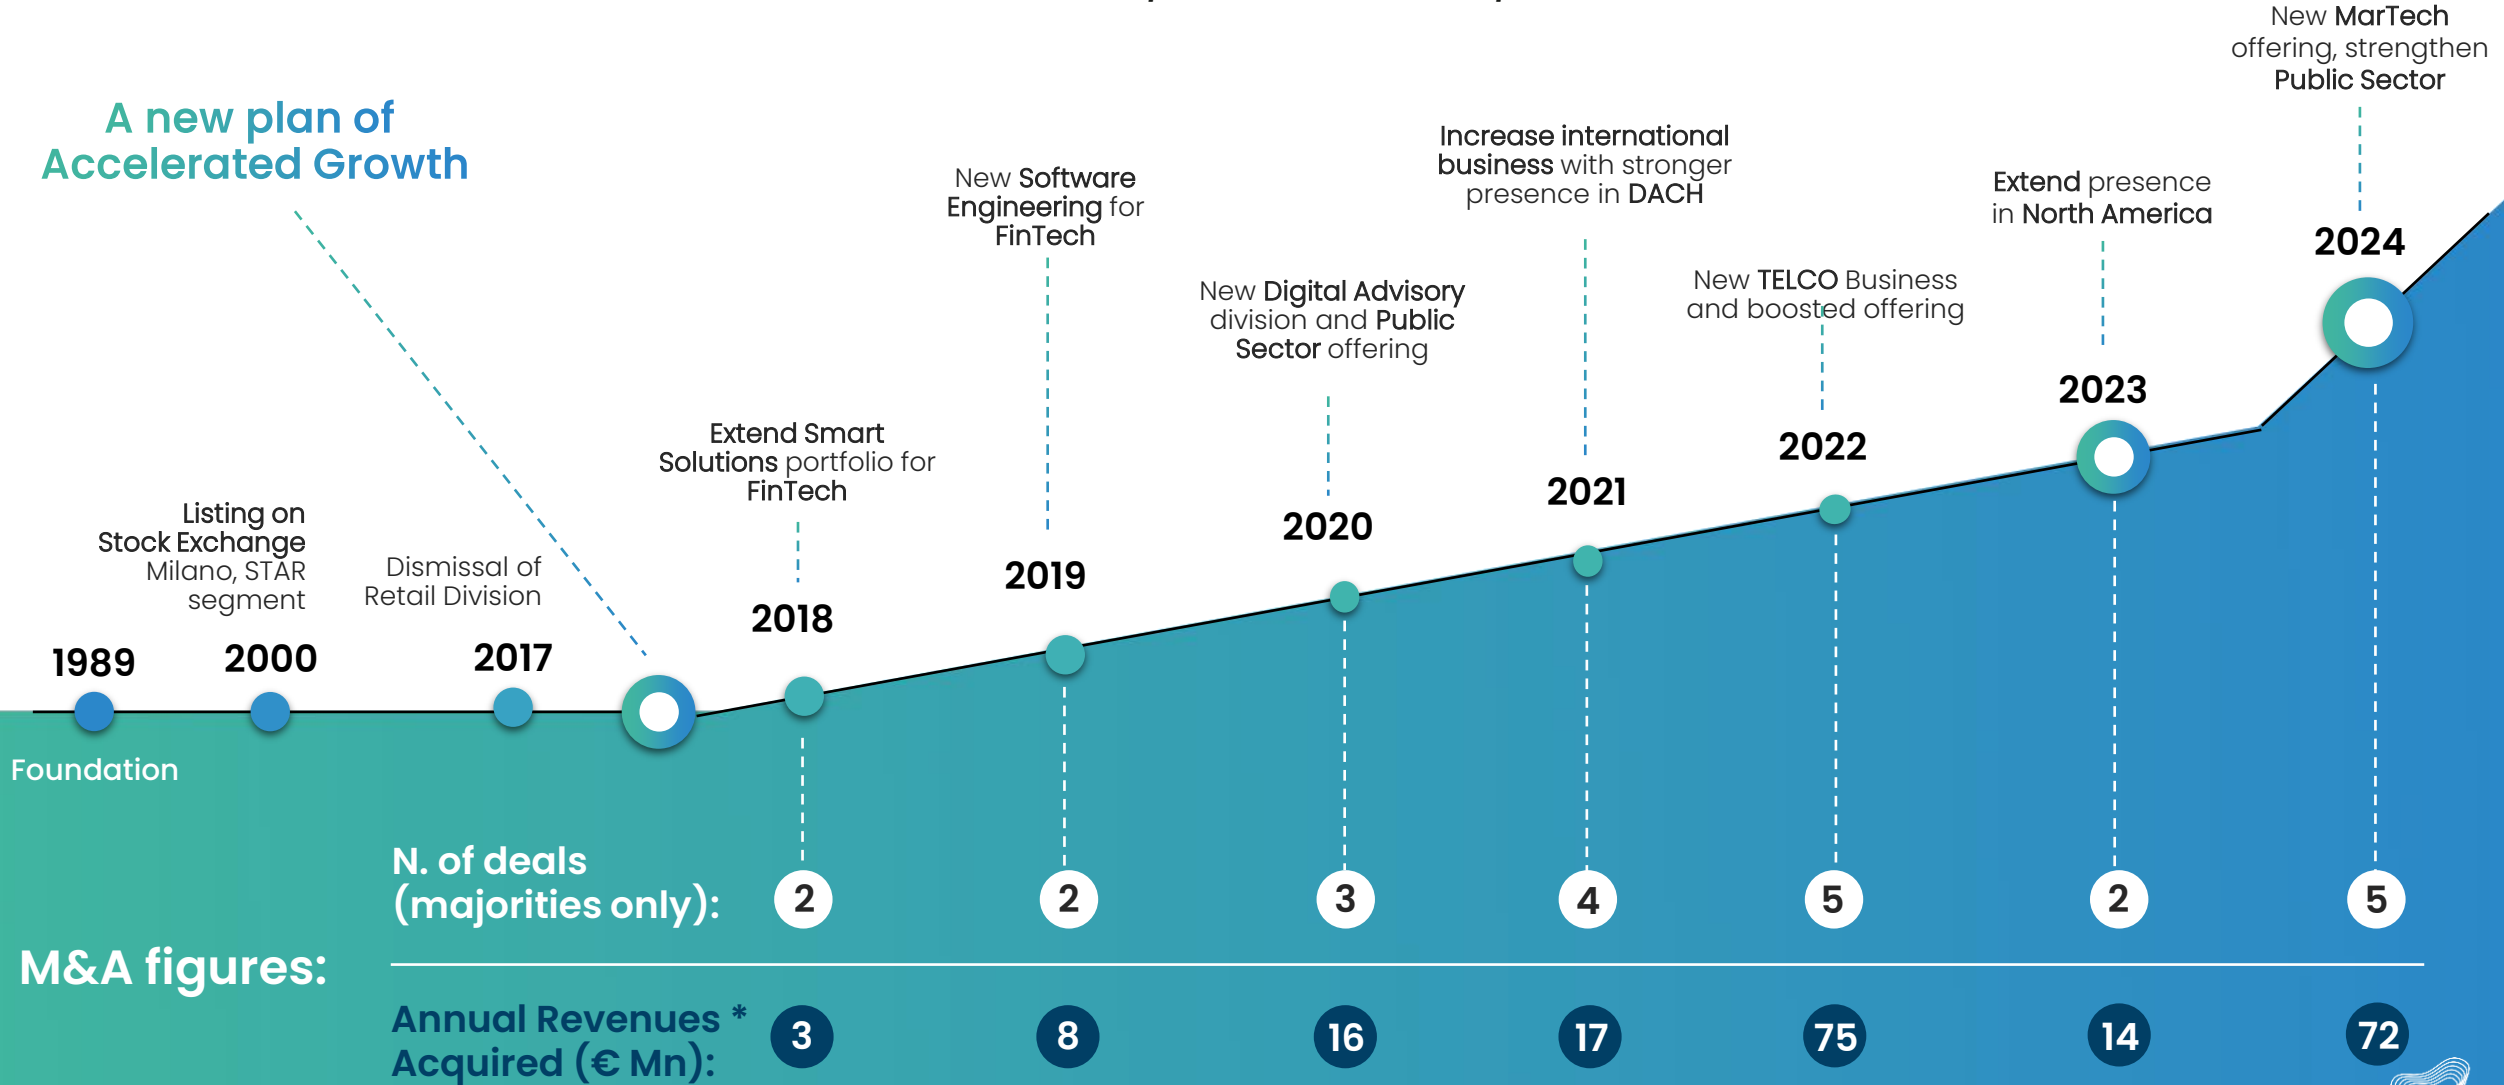 A new plan of
Accelerated Growth
1989
Foundation
Listing on
Stock Exchange
Milano, STAR
segment
2000
Dismissal of
Retail Division
2017
Extend Smart
Solutions portfolio for
FinTech
2018
New Software
Engineering for
FinTech
2019
New Digital Advisory
division and Public
Sector offering
2020
Increase international
business with stronger
presence in DACH
2021
New TELCO Business
and boosted offering
2022
Extend presence
in North America
2023
New MarTech
offering, strengthen
Public Sector
2024
M&A figures:
N. of deals
(majorities only):
2 2 3 4 5 2 5
Annual Revenues *
Acquired (€ Mn):
3 8 16 17 75 14 72